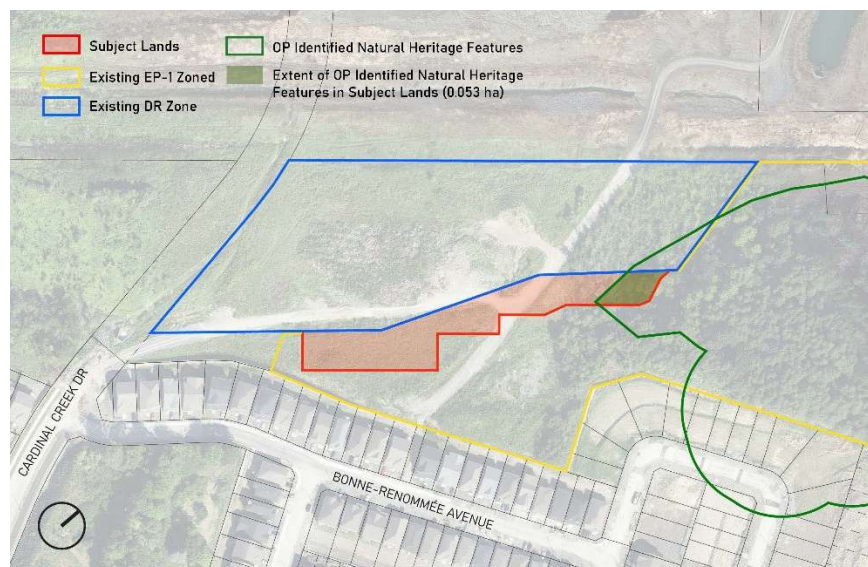 Subject Lands
Existing EP-1 Zoned
Existing DR Zone
OP Identified Natural Heritage Features
Extent of OP Identified Natural Heritage
Features in Subject Lands (0.053 ha)
CARDINAL CREEK DR
BONNE-RENOMMÉE AVENUE